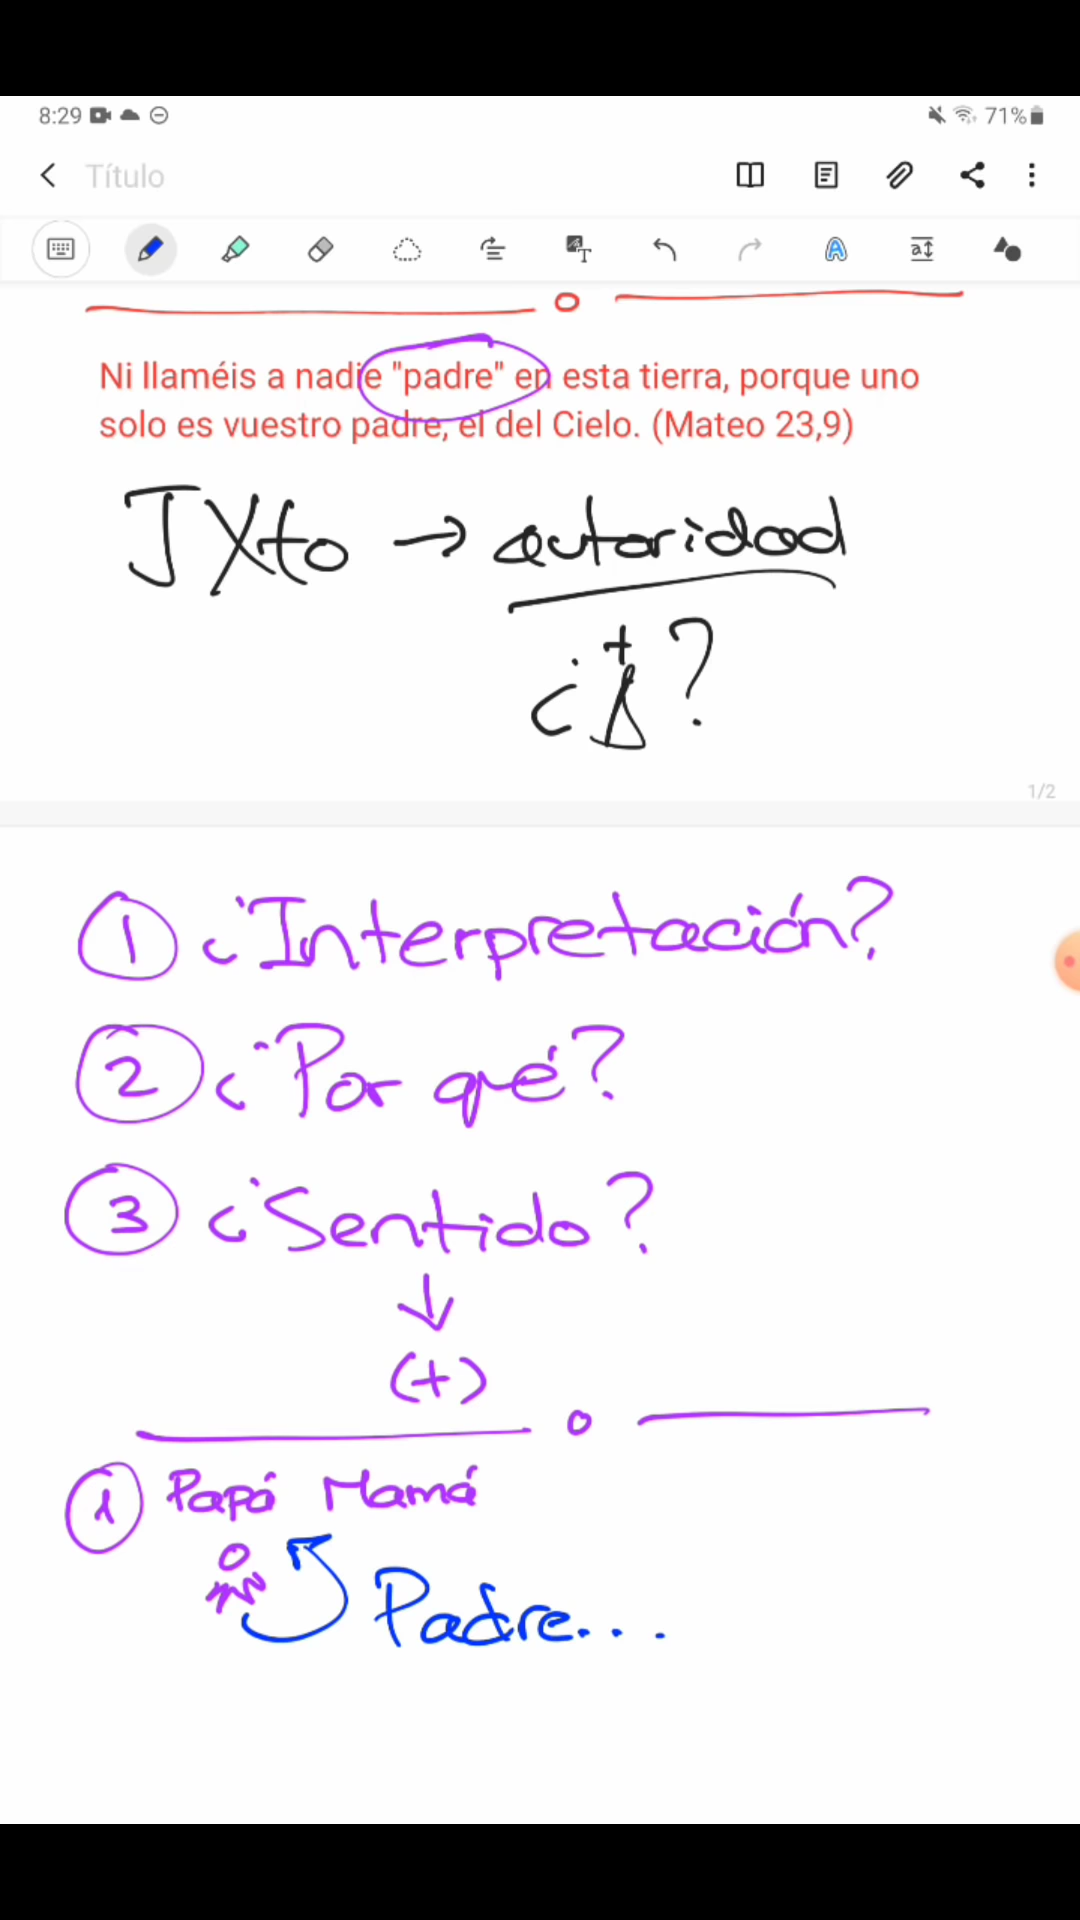 8:29 71%
Título
Ni llaméis a nadie "padre" en esta tierra, porque uno
solo es vuestro padre, el del Cielo. (Mateo 23,9)
JXto → autoridad
¿ ?
1/2
1 ¿Interpretación?
2 ¿Por qué?
3 ¿Sentido?
↓
(+)
1 Papá Mamá
Padre...